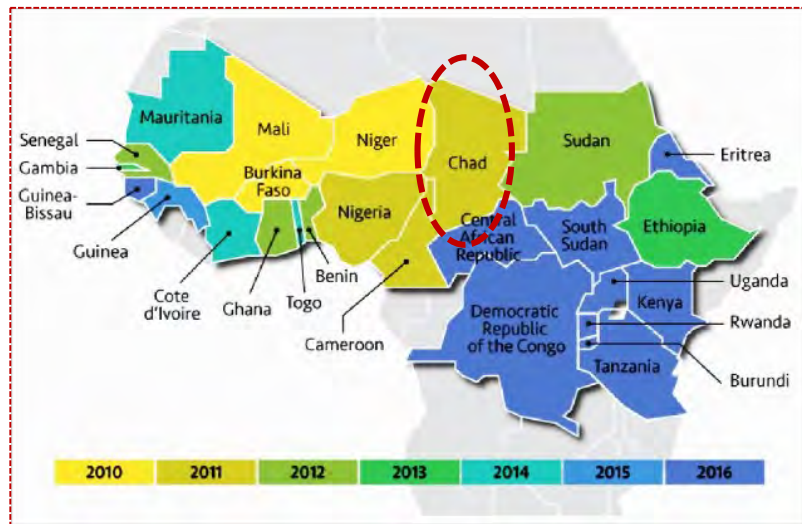 Mauritania
Mali
Niger
Chad
Sudan
Eritrea
Senegal
Gambia
Guinea-
Bissau
Guinea
Burkina
Faso
Nigeria
Central
African
Republic
South
Sudan
Ethiopia
Cote
d'Ivoire
Ghana
Togo
Benin
Cameroon
Democratic
Republic
of the Congo
Uganda
Kenya
Rwanda
Tanzania
Burundi
2010 2011 2012 2013 2014 2015 2016